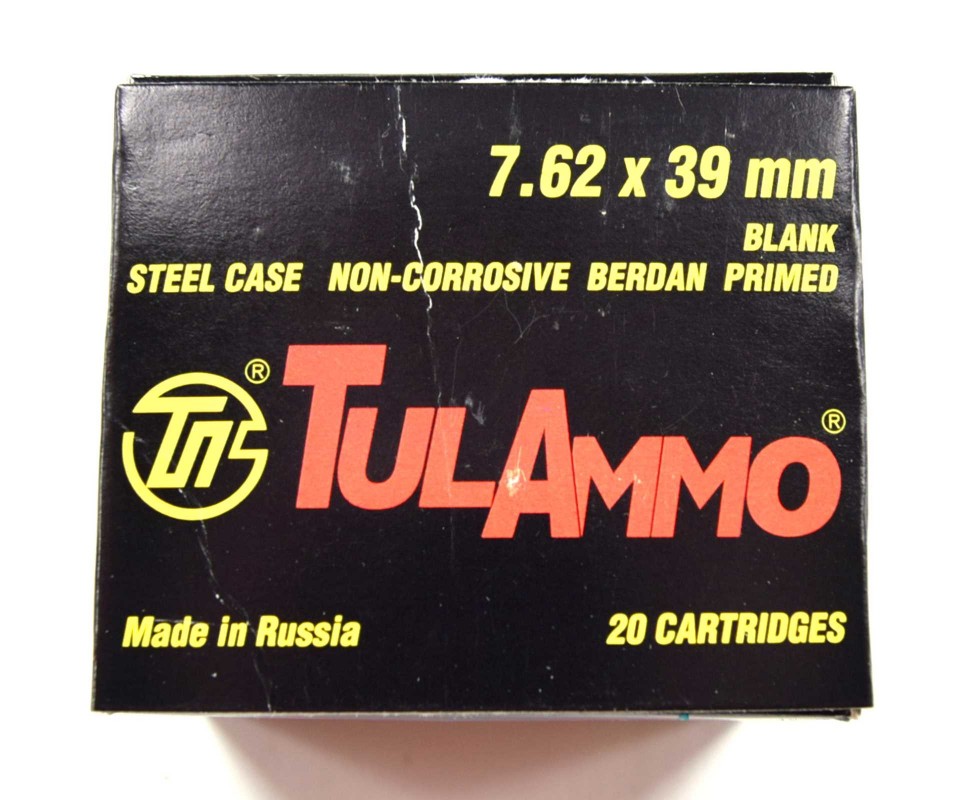 7.62 x 39 mm
BLANK
STEEL CASE NON-CORROSIVE BERDAN PRIMED
TULAMMO®
Made in Russia
20 CARTRIDGES